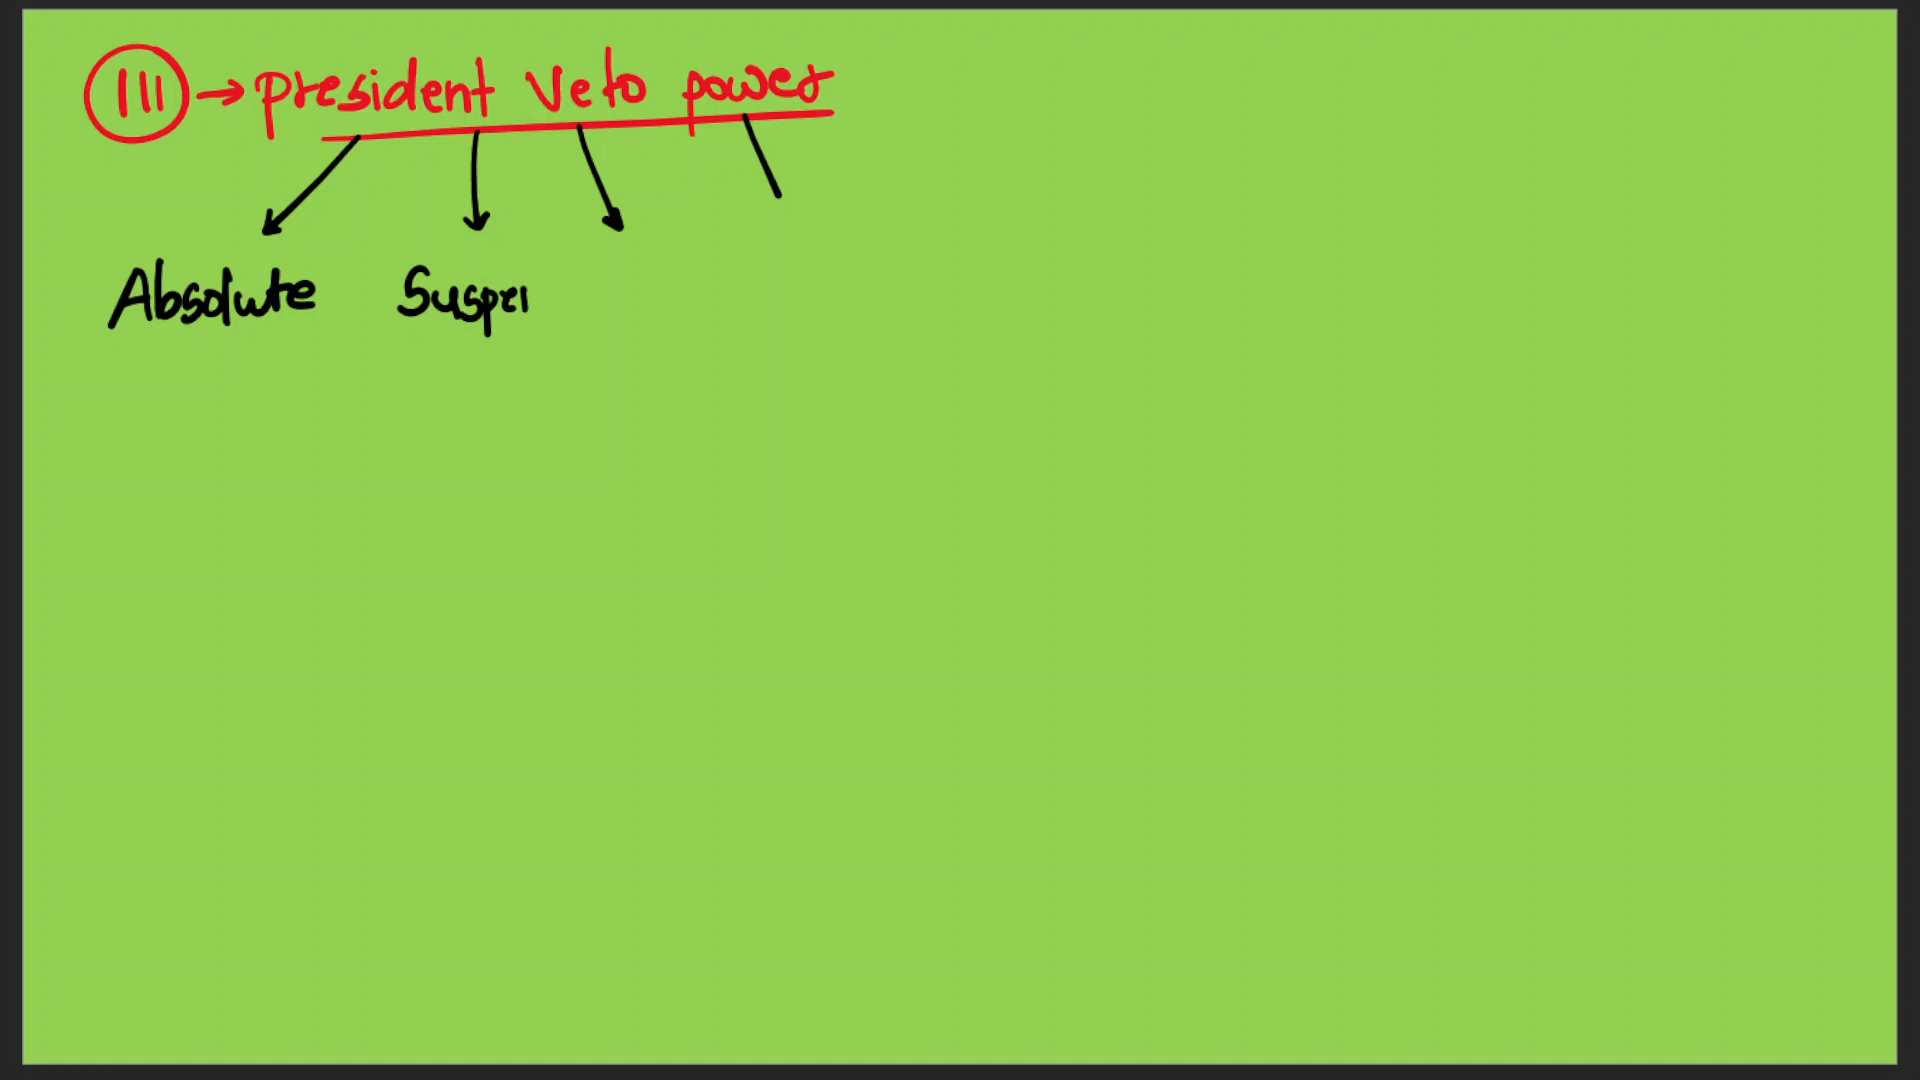 111 → president Veto power
Absolute Suspe